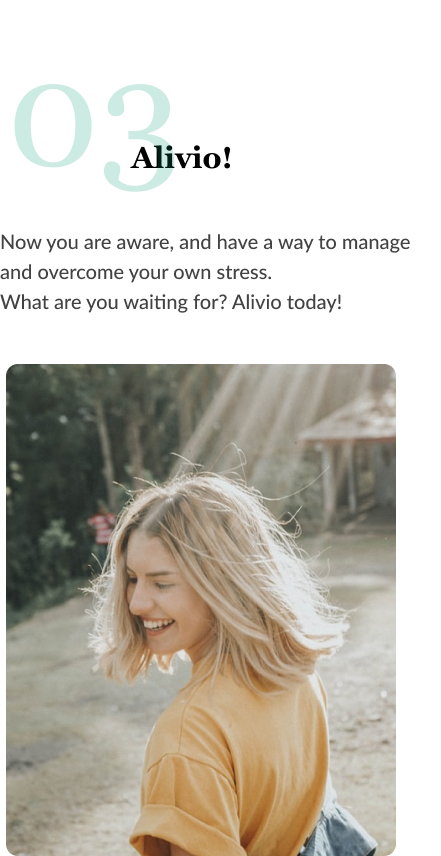 03
Alivio!
Now you are aware, and have a way to manage
and overcome your own stress.
What are you waiting for? Alivio today!